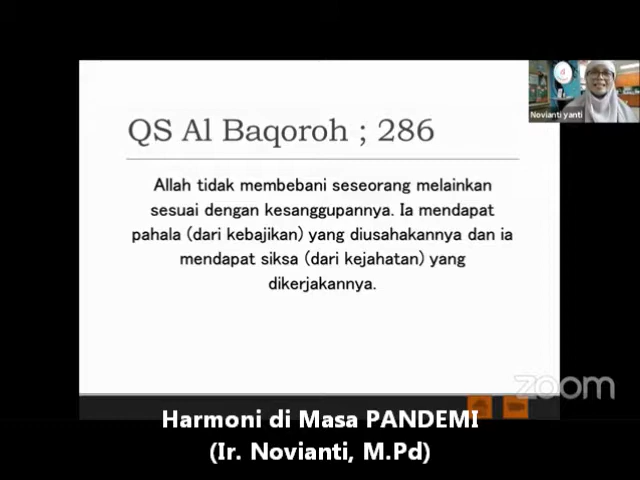 QS Al Baqoroh ; 286
Allah tidak membebani seseorang melainkan
sesuai dengan kesanggupannya. Ia mendapat
pahala (dari kebajikan) yang diusahakannya dan ia
mendapat siksa (dari kejahatan) yang
dikerjakannya.
Novianti yanti
zoom
Harmoni di Masa PANDEMI
(Ir. Novianti, M.Pd)